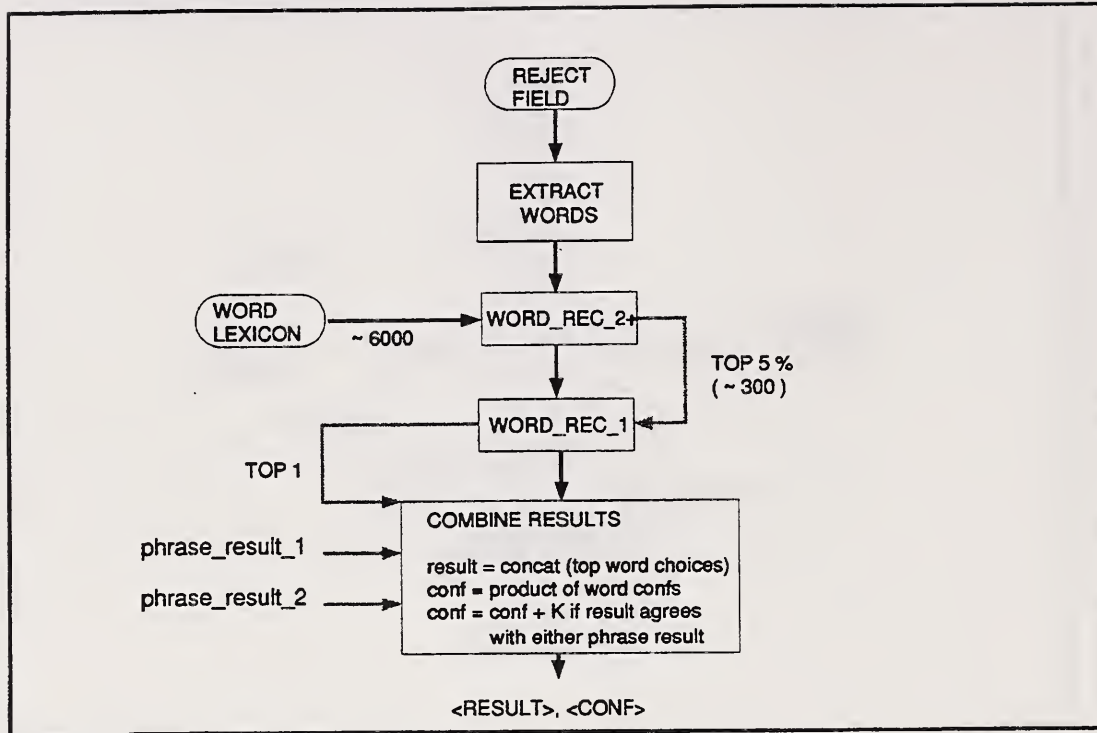 REJECT
FIELD
EXTRACT
WORDS
WORD
LEXICON
~ 6000
WORD_REC_2
TOP 5 %
( ~ 300 )
WORD_REC_1
TOP 1
COMBINE RESULTS
phrase_result_1
phrase_result_2
result = concat (top word choices)
conf = product of word confs
conf = conf + K if result agrees
with either phrase result
<RESULT>, <CONF>